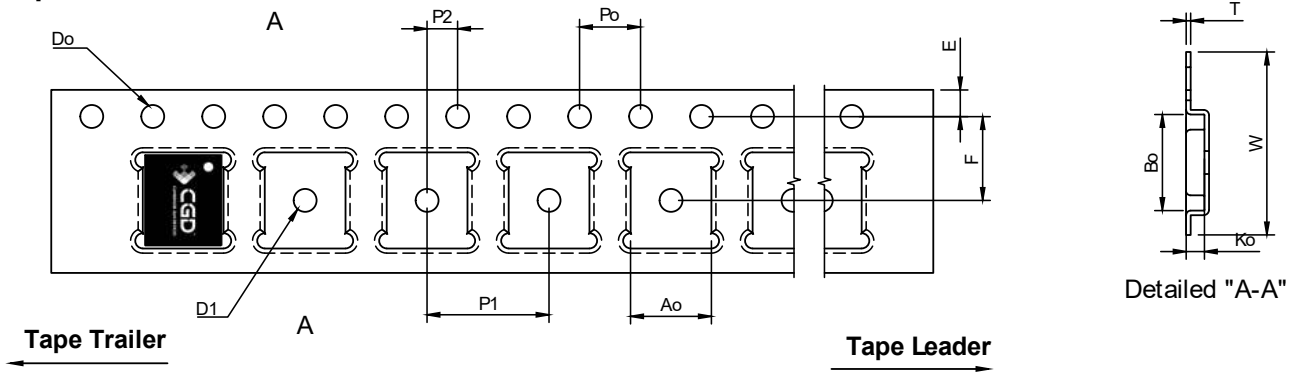 A
P2
Po
Do
E
T
F
Bo
W
CGD
Ko
D1
P1
Ao
A
Detailed "A-A"
Tape Trailer
Tape Leader